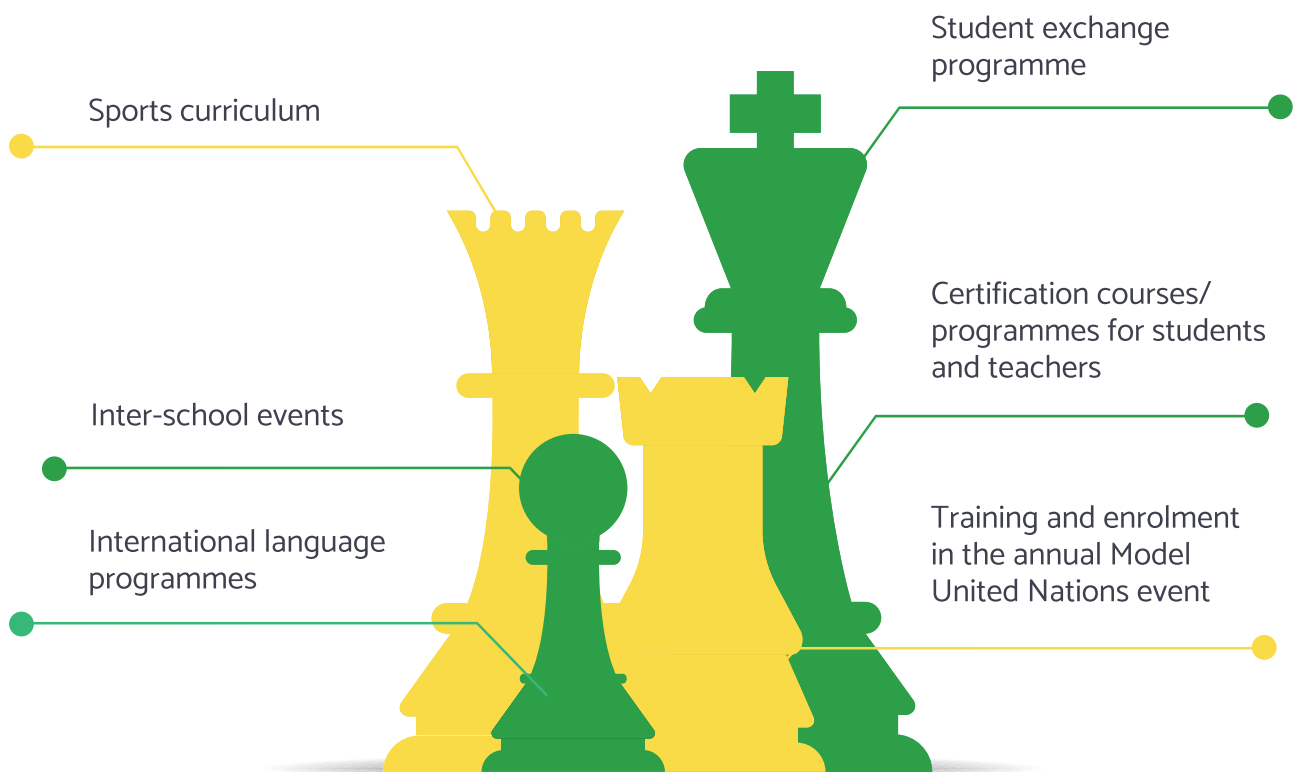 Sports curriculum
Inter-school events
International language
programmes
Student exchange
programme
Certification courses/
programmes for students
and teachers
Training and enrolment
in the annual Model
United Nations event